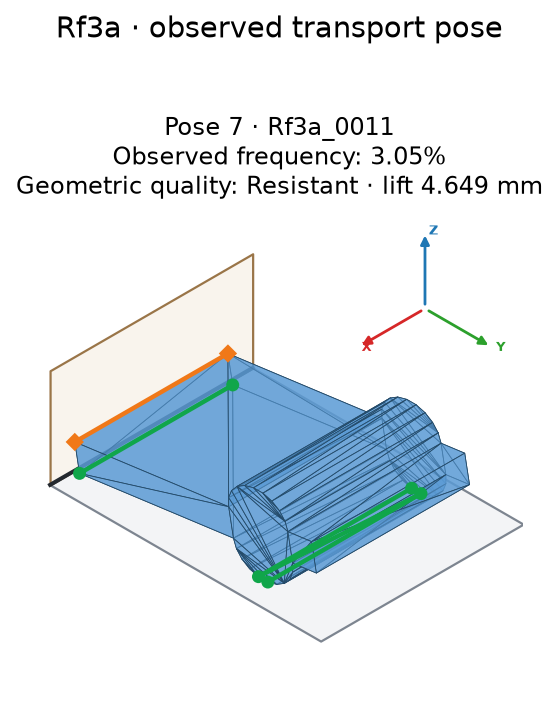 Rf3a · observed transport pose
Pose 7 · Rf3a_0011
Observed frequency: 3.05%
Geometric quality: Resistant · lift 4.649 mm
Z
X
Y